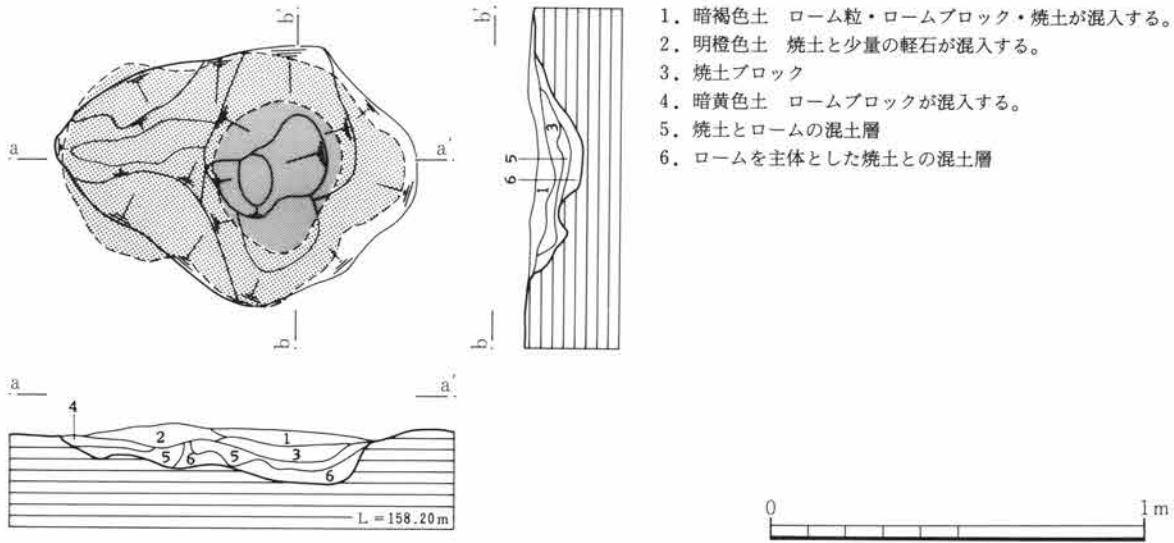 b′
1. 暗褐色土 ローム粒・ロームブロック・焼土が混入する。
2. 明橙色土 焼土と少量の軽石が混入する。
3. 焼土ブロック
4. 暗黄色土 ロームブロックが混入する。
5. 焼土とロームの混土層
6. ロームを主体とした焼土との混土層
a
a′
b
b′
3
5
6
1
b
a
a′
4
2
1
5
6
5
3
6
L=158.20m
0
1m